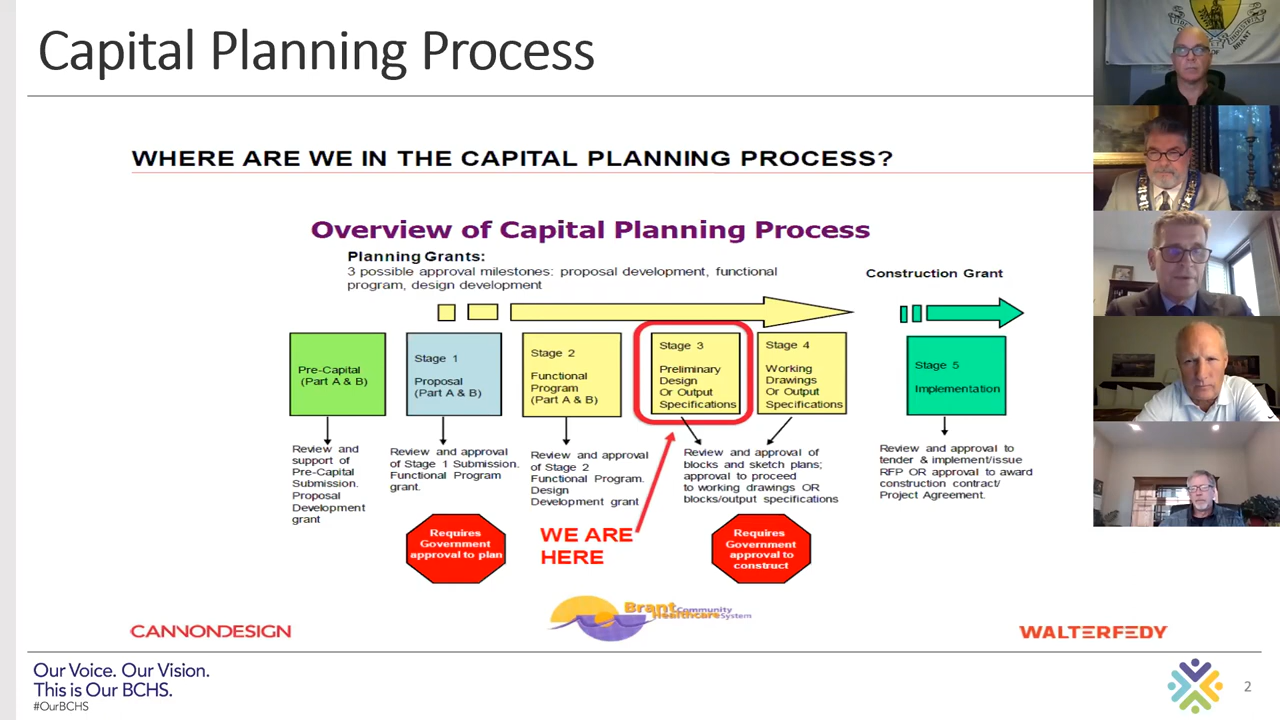 Capital Planning Process
WHERE ARE WE IN THE CAPITAL PLANNING PROCESS?
Overview of Capital Planning Process
Planning Grants:
3 possible approval milestones: proposal development, functional
program, design development
Construction Grant
Pre-Capital
(Part A & B)
Stage 1
Proposal
(Part A & B)
Stage 2
Functional
Program
(Part A & B)
Stage 3
Preliminary
Design
Or Output
Specifications
Stage 4
Working
Drawings
Or Output
Specifications
Stage 5
Implementation
Review and
support of
Pre-Capital
Submission.
Proposal
Development
grant
Review and approval
of Stage 1 Submission.
Functional Program
grant.
Review and approval
of Stage 2
Functional Program.
Design
Development grant
Review and approval of
blocks and sketch plans;
approval to proceed
to working drawings OR
blocks/output specifications
Review and approval to
tender & implement/issue
RFP OR approval to award
construction contract/
Project Agreement.
Requires
Government
approval to plan
WE ARE
HERE
Requires
Government
approval to
construct
Brant Community
Healthcare System
CANNONDESIGN
WALTERFEDY
Our Voice. Our Vision.
This is Our BCHS.
#OurBCHS
2
OF
BRANT